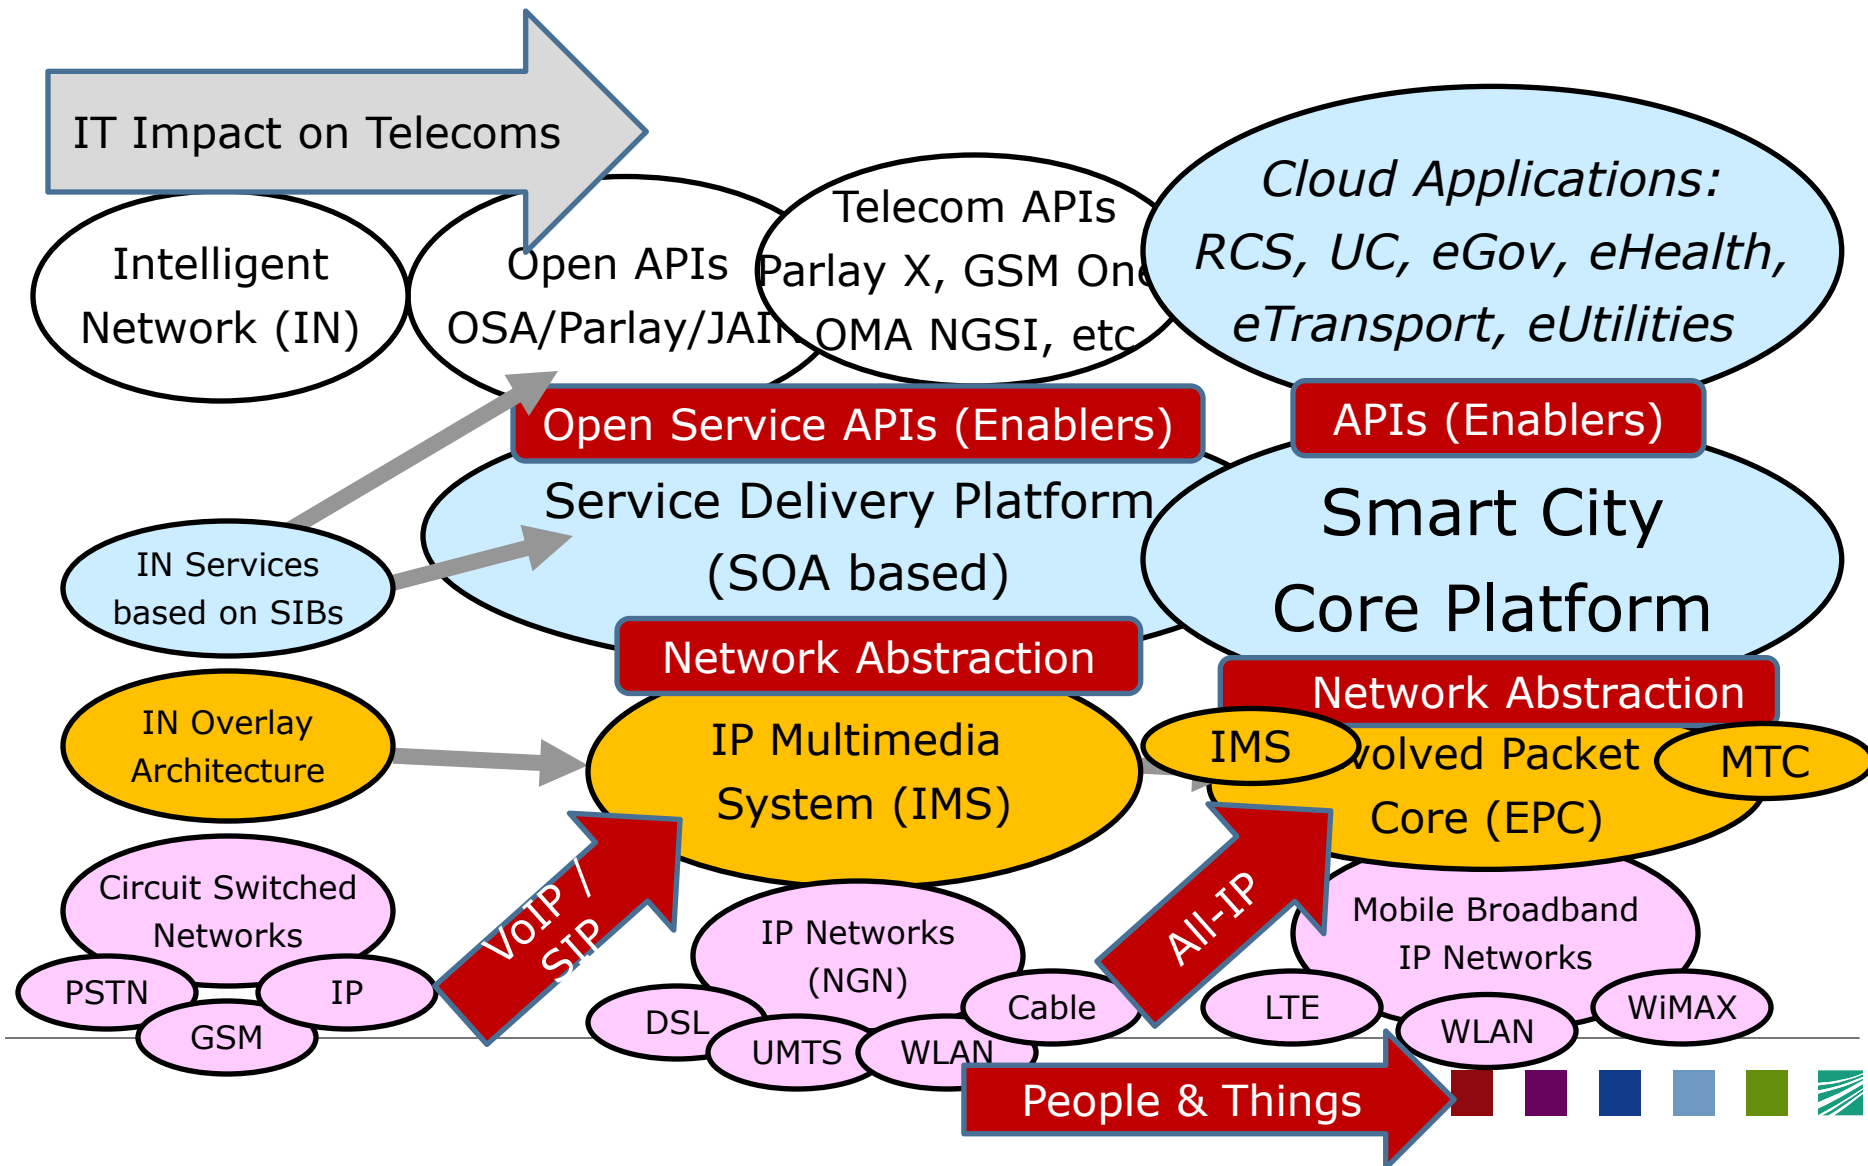 IT Impact on Telecoms
Intelligent
Network (IN)
Open APIs
OSA/Parlay/JAIN
Telecom APIs
Parlay X, GSM One
OMA NGSI, etc
Cloud Applications:
RCS, UC, eGov, eHealth,
eTransport, eUtilities
Open Service APIs (Enablers)
APIs (Enablers)
Service Delivery Platform
(SOA based)
Smart City
Core Platform
IN Services
based on SIBs
Network Abstraction
Network Abstraction
IN Overlay
Architecture
IP Multimedia
System (IMS)
IMS
volved Packet
Core (EPC)
MTC
Circuit Switched
Networks
PSTN
IP
GSM
VoIP /
SIP
IP Networks
(NGN)
DSL
UMTS
WLAN
Cable
All-IP
Mobile Broadband
IP Networks
LTE
WLAN
WiMAX
People & Things